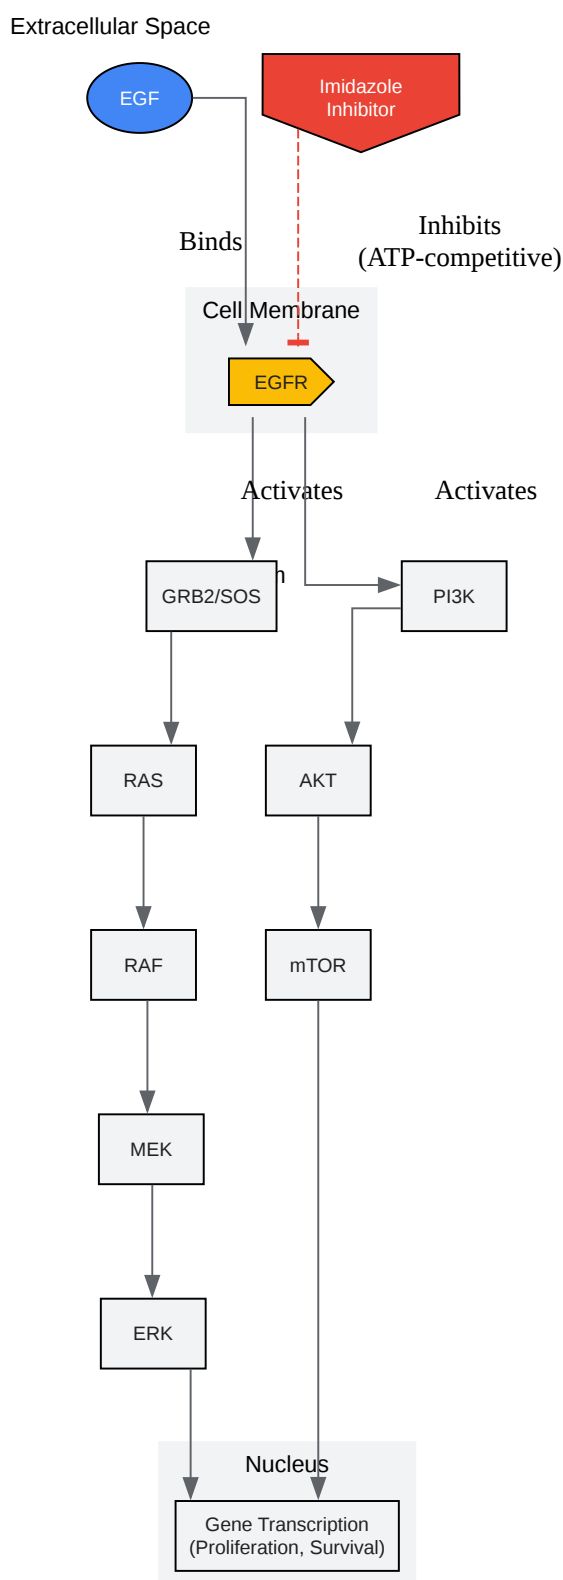 Extracellular Space
EGF
Imidazole
Inhibitor
Binds
Inhibits
(ATP-competitive)
Cell Membrane
EGFR
Activates
Activates
GRB2/SOS
PI3K
RAS
AKT
RAF
mTOR
MEK
ERK
Nucleus
Gene Transcription
(Proliferation, Survival)